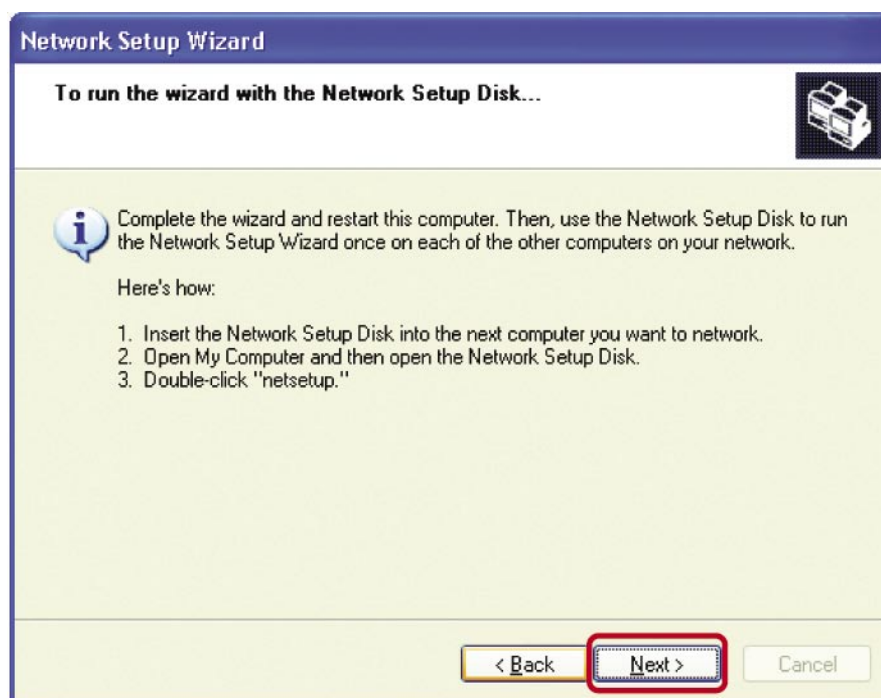 Network Setup Wizard
To run the wizard with the Network Setup Disk...
Complete the wizard and restart this computer. Then, use the Network Setup Disk to run
the Network Setup Wizard once on each of the other computers on your network.
Here's how:
1. Insert the Network Setup Disk into the next computer you want to network.
2. Open My Computer and then open the Network Setup Disk.
3. Double-click "netsetup."
< Back
Next >
Cancel